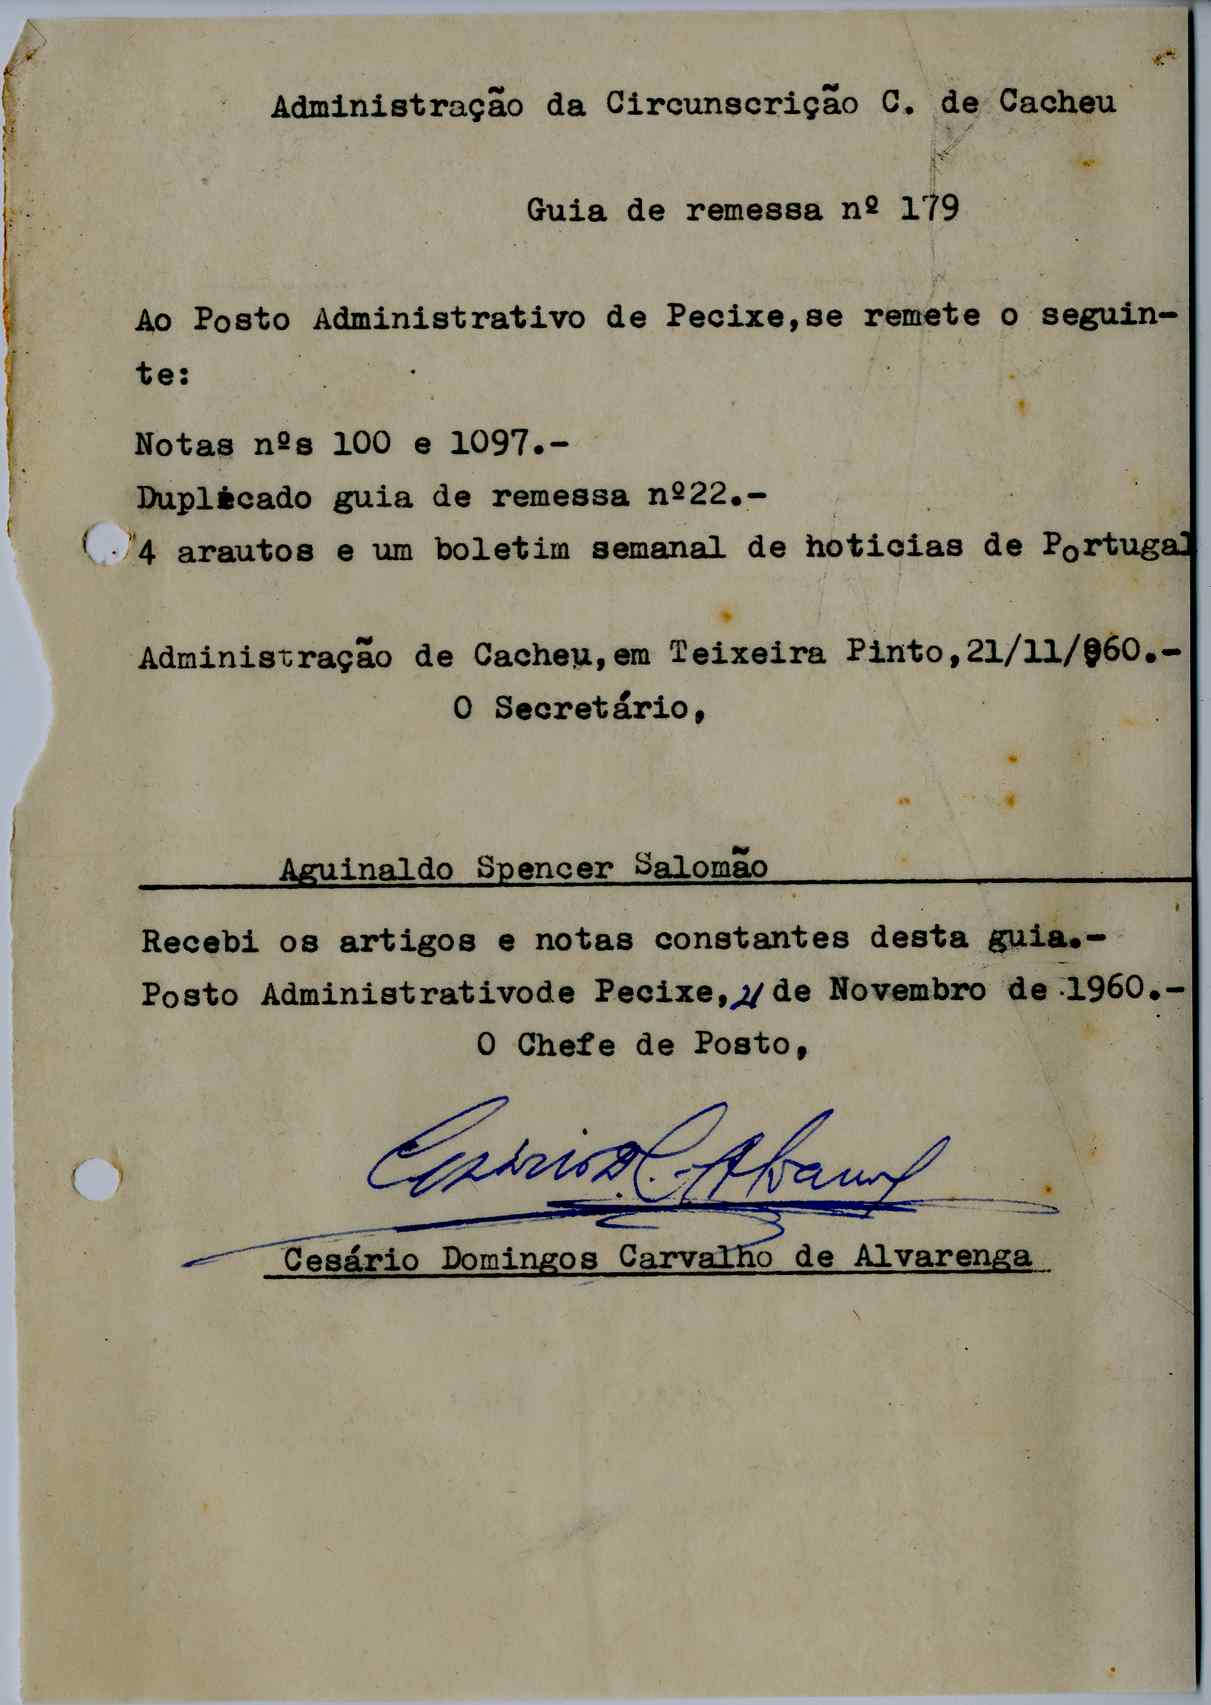 Administração da Circunscrição C. de Cacheu
Guia de remessa nº 179
Ao Posto Administrativo de Pecixe,se remete o seguin-
te:
Notas nºs 100 e 1097.-
Duplicado guia de remessa nº22.-
4 arautos e um boletim semanal de hoticias de Portugal
Administração de Cacheu,em Teixeira Pinto,21/11/960.-
O Secretário,
Aguinaldo Spencer Salomão
Recebi os artigos e notas constantes desta guia.-
Posto Administrativode Pecixe, 21 de Novembro de 1960.-
O Chefe de Posto,
Cesário D. C. Alvarenga
Cesário Domingos Carvalho de Alvarenga